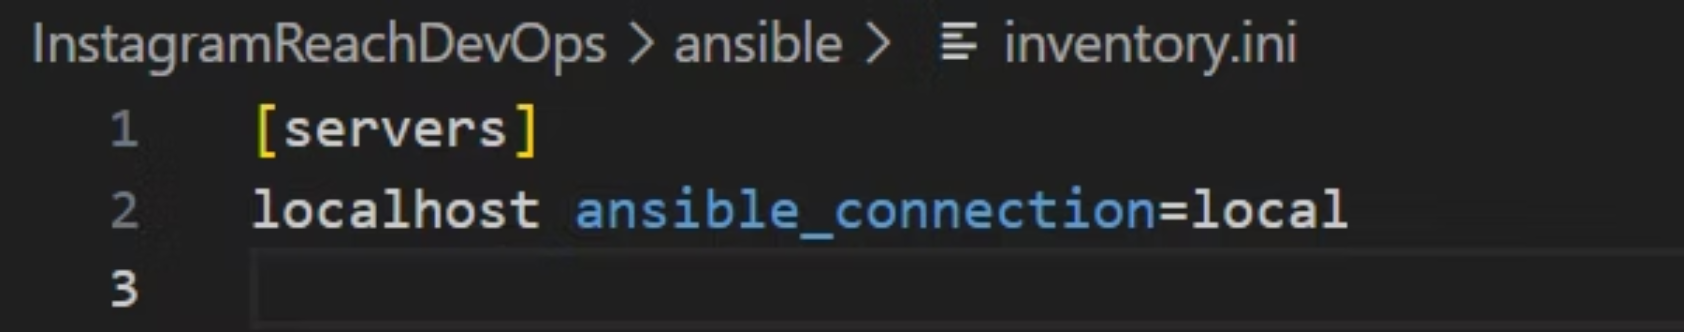 InstagramReachDevOps > ansible > inventory.ini
1 [servers]
2 localhost ansible_connection=local
3